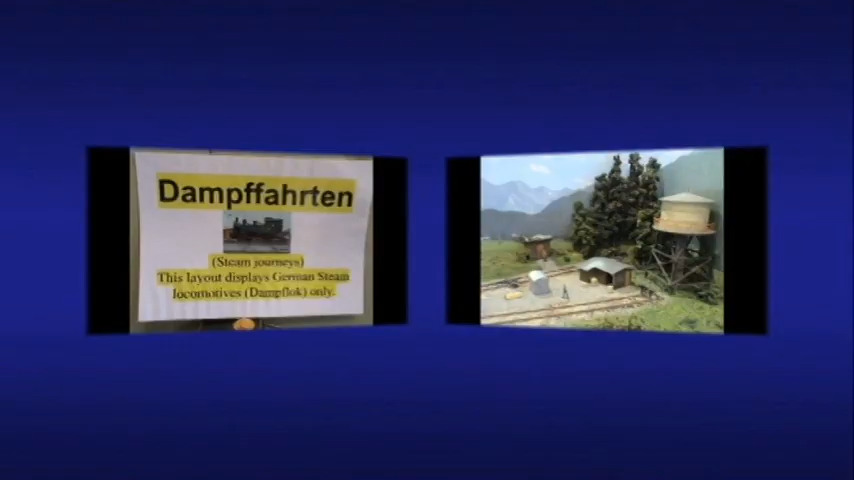 Dampffahrten
(Steam journeys)
This layout displays German Steam
locomotives (Dampflok) only.